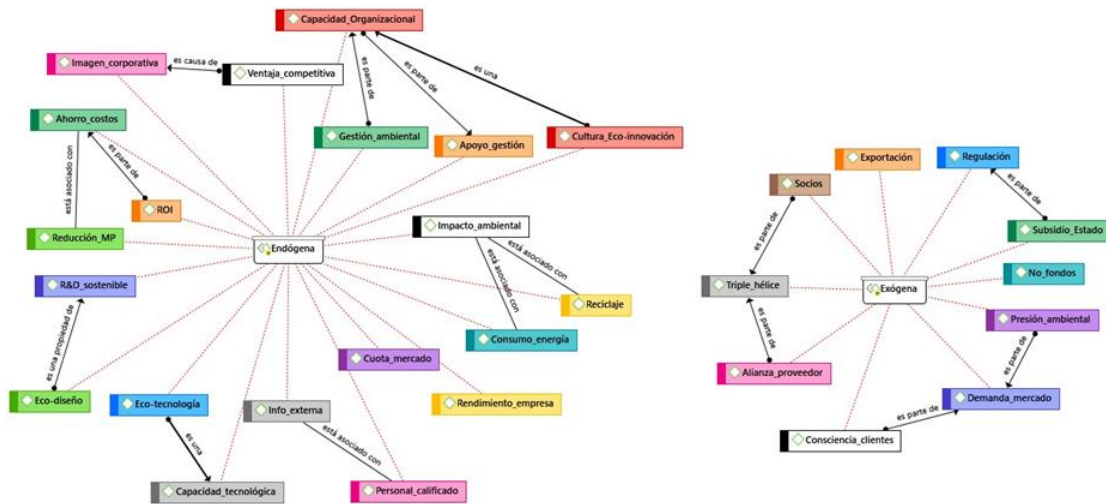 Capacidad_Organizacional
Imagen_corporativa
es causa de
Ventaja_competitiva
es parte de
es parte de
es una
Ahorro_costos
Gestión_ambiental
Apoyo_gestión
Cultura_Eco-innovación
está asociado con
es parte de
ROI
Reducción_MP
Endógena
Impacto_ambiental
está asociado con
está asociado con
R&D_sostenible
Reciclaje
Consumo_energía
es una propiedad de
Cuota_mercado
Eco-diseño
Eco-tecnología
Info_externa
Rendimiento_empresa
es una
está asociado con
Capacidad_tecnológica
Personal_calificado
Exportación
Regulación
Socios
es parte de
es parte de
Subsidio_Estado
Triple_hélice
Exógena
No_fondos
Presión_ambiental
es parte de
es parte de
Alianza_proveedor
Demanda_mercado
es parte de
Consciencia_clientes